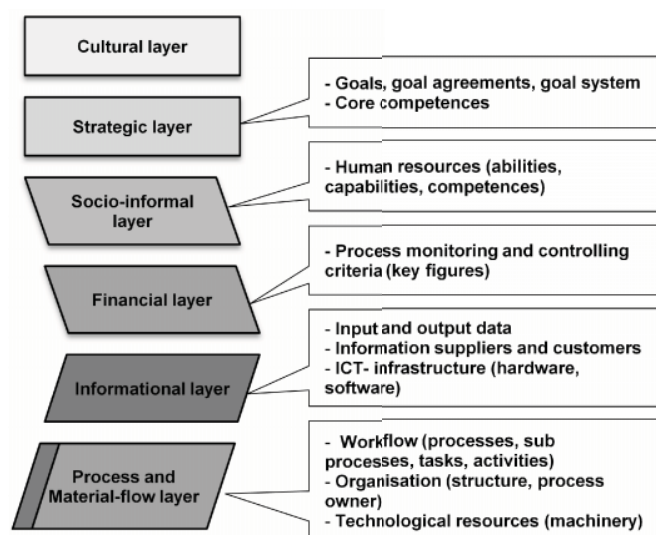 Cultural layer
Strategic layer
- Goals, goal agreements, goal system
- Core competences
Socio-informal
layer
- Human resources (abilities,
capabilities, competences)
Financial layer
- Process monitoring and controlling
criteria (key figures)
Informational layer
- Input and output data
- Information suppliers and customers
- ICT- infrastructure (hardware,
software)
Process and
Material-flow layer
- Workflow (processes, sub
processes, tasks, activities)
- Organisation (structure, process
owner)
- Technological resources (machinery)